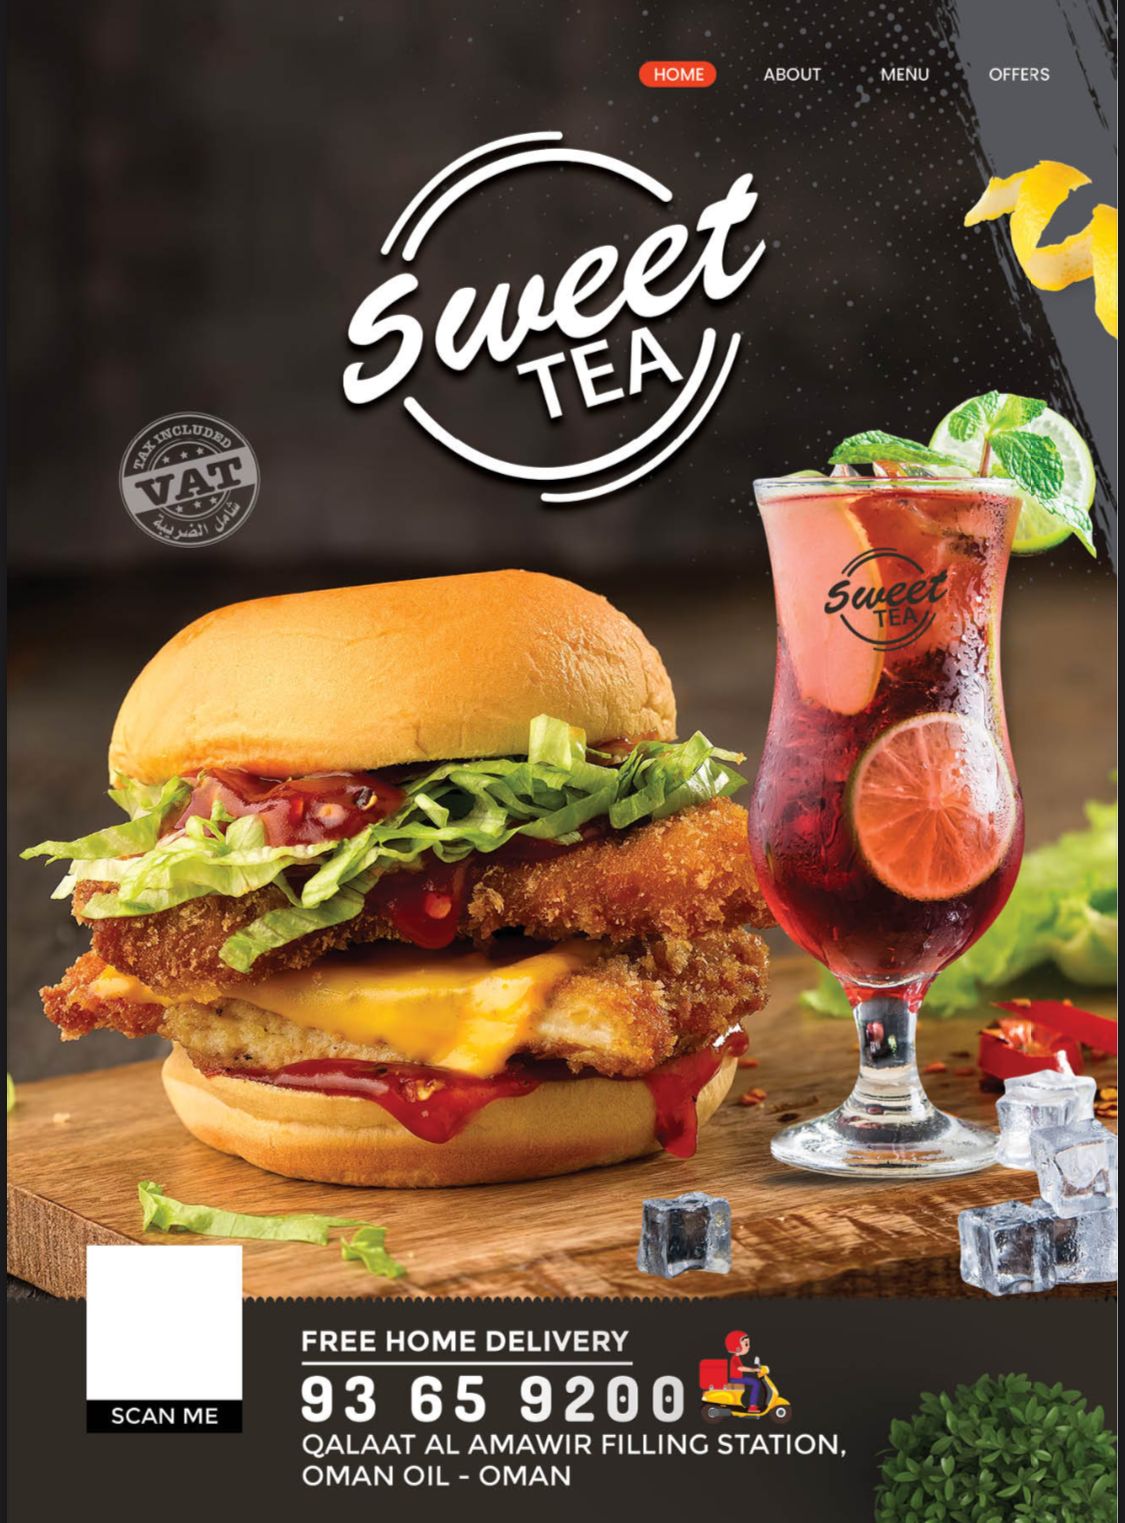 HOME ABOUT MENU OFFERS
Sweet
TEA
TAX INCLUDED
VAT
شامل الضريبة
Sweet
TEA
SCAN ME
FREE HOME DELIVERY
93 65 9200
QALAAT AL AMAWIR FILLING STATION,
OMAN OIL - OMAN